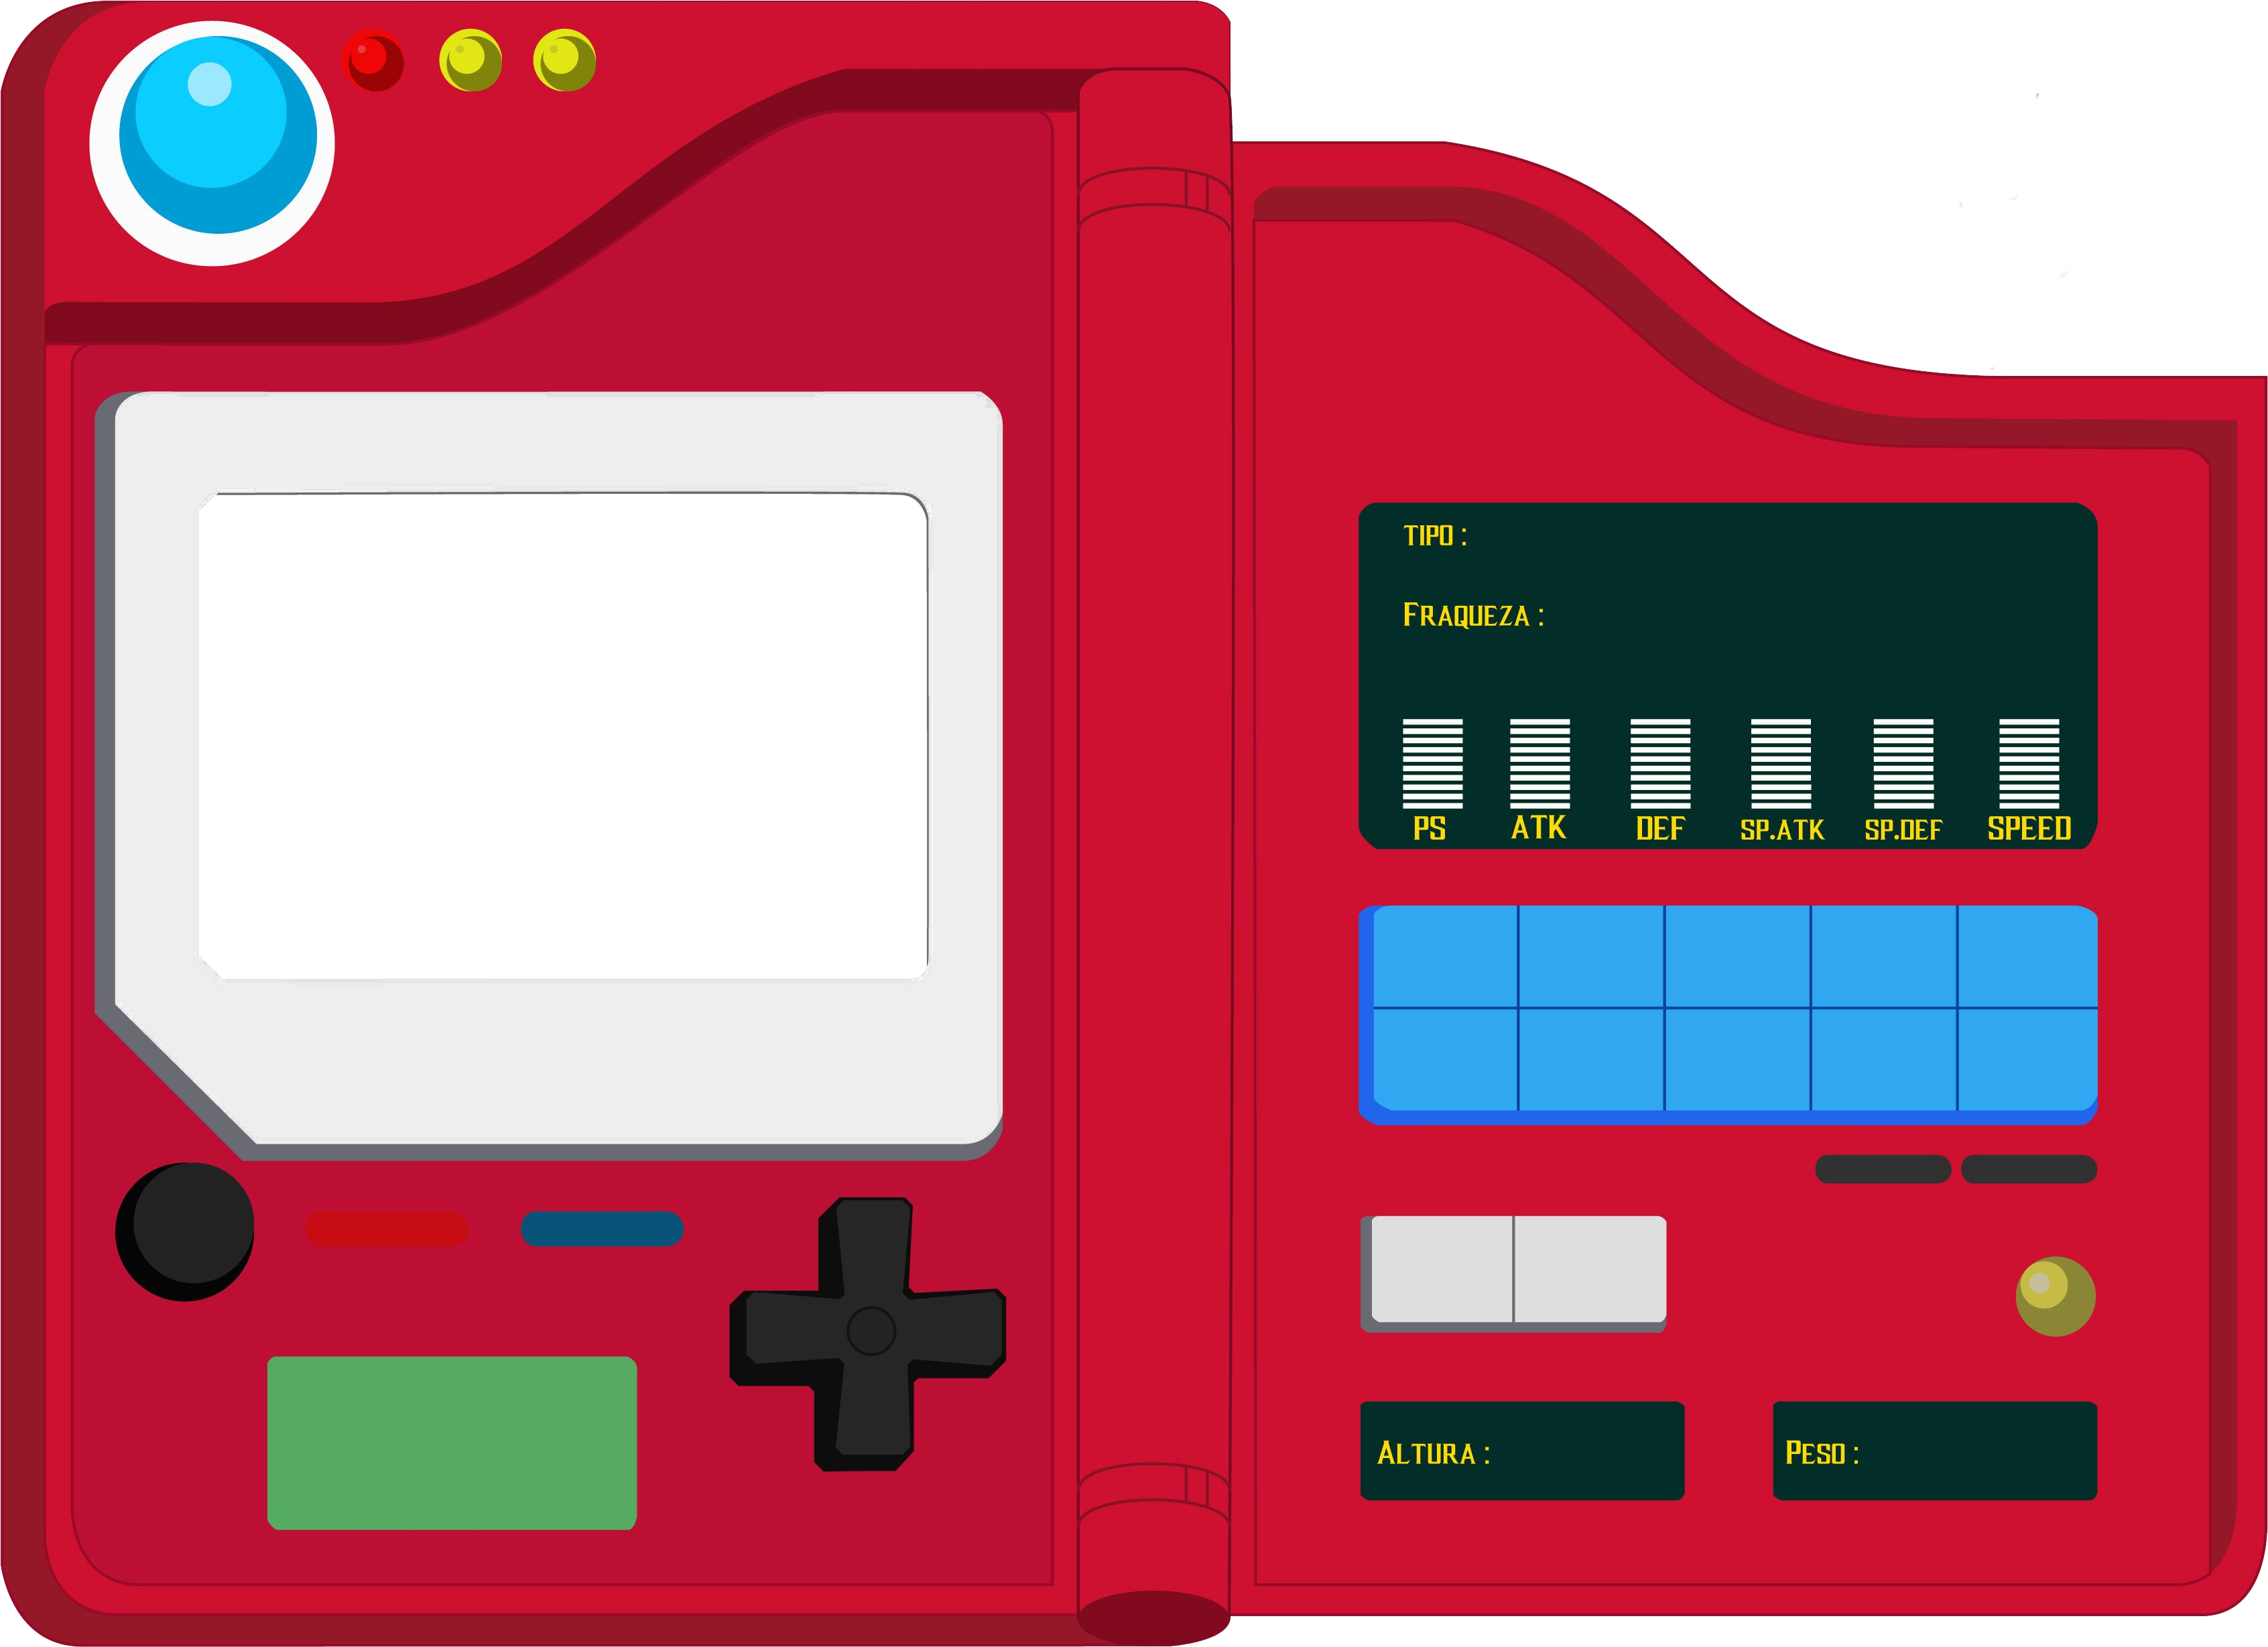 TIPO :
FRAQUEZA :
PS ATK DEF SP.ATK SP.DEF SPEED
ALTURA :
PESO :